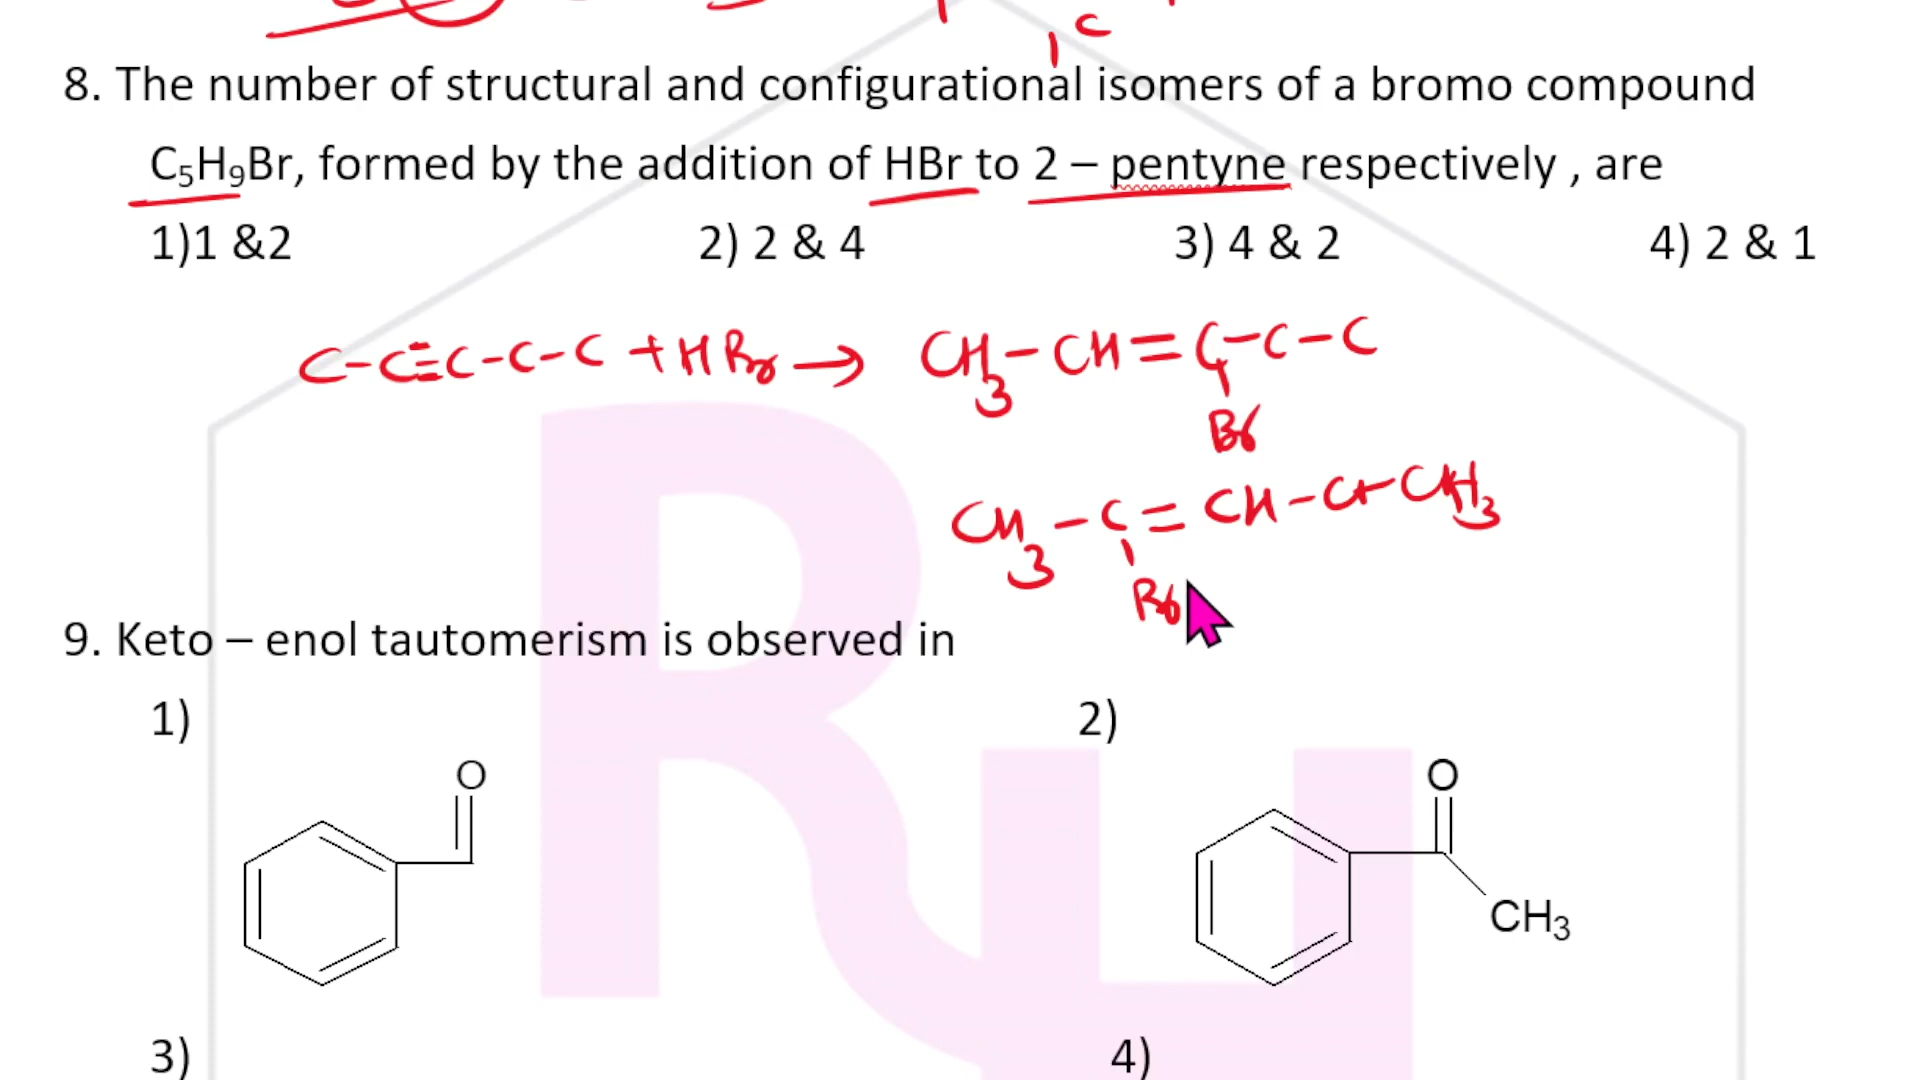 C
8. The number of structural and configurational isomers of a bromo compound
C₅H₉Br, formed by the addition of HBr to 2 – pentyne respectively , are
1)1 &2 2) 2 & 4 3) 4 & 2 4) 2 & 1
C-C≡C-C-C + HBr → CH₃-CH=C-C-C
Br
CH₃-C=CH-C-CH₃
Br
9. Keto – enol tautomerism is observed in
1) 2)
O O
CH₃
3) 4)